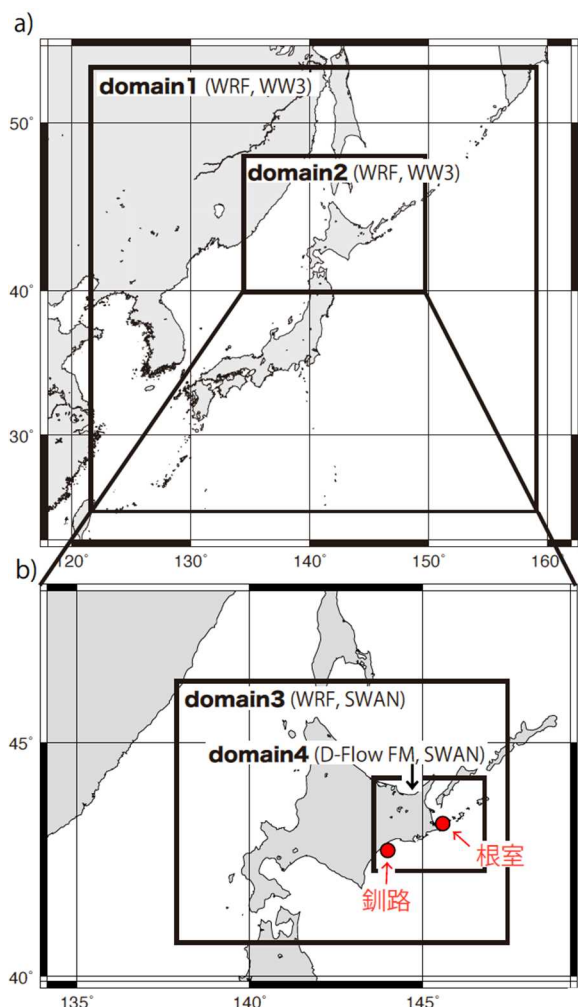 a)
domain1 (WRF, WW3)
50°
domain2 (WRF, WW3)
40°
30°
120° 130° 140° 150° 160°
b)
domain3 (WRF, SWAN)
45°
domain4 (D-Flow FM, SWAN)
根室
釧路
40°
135° 140° 145°